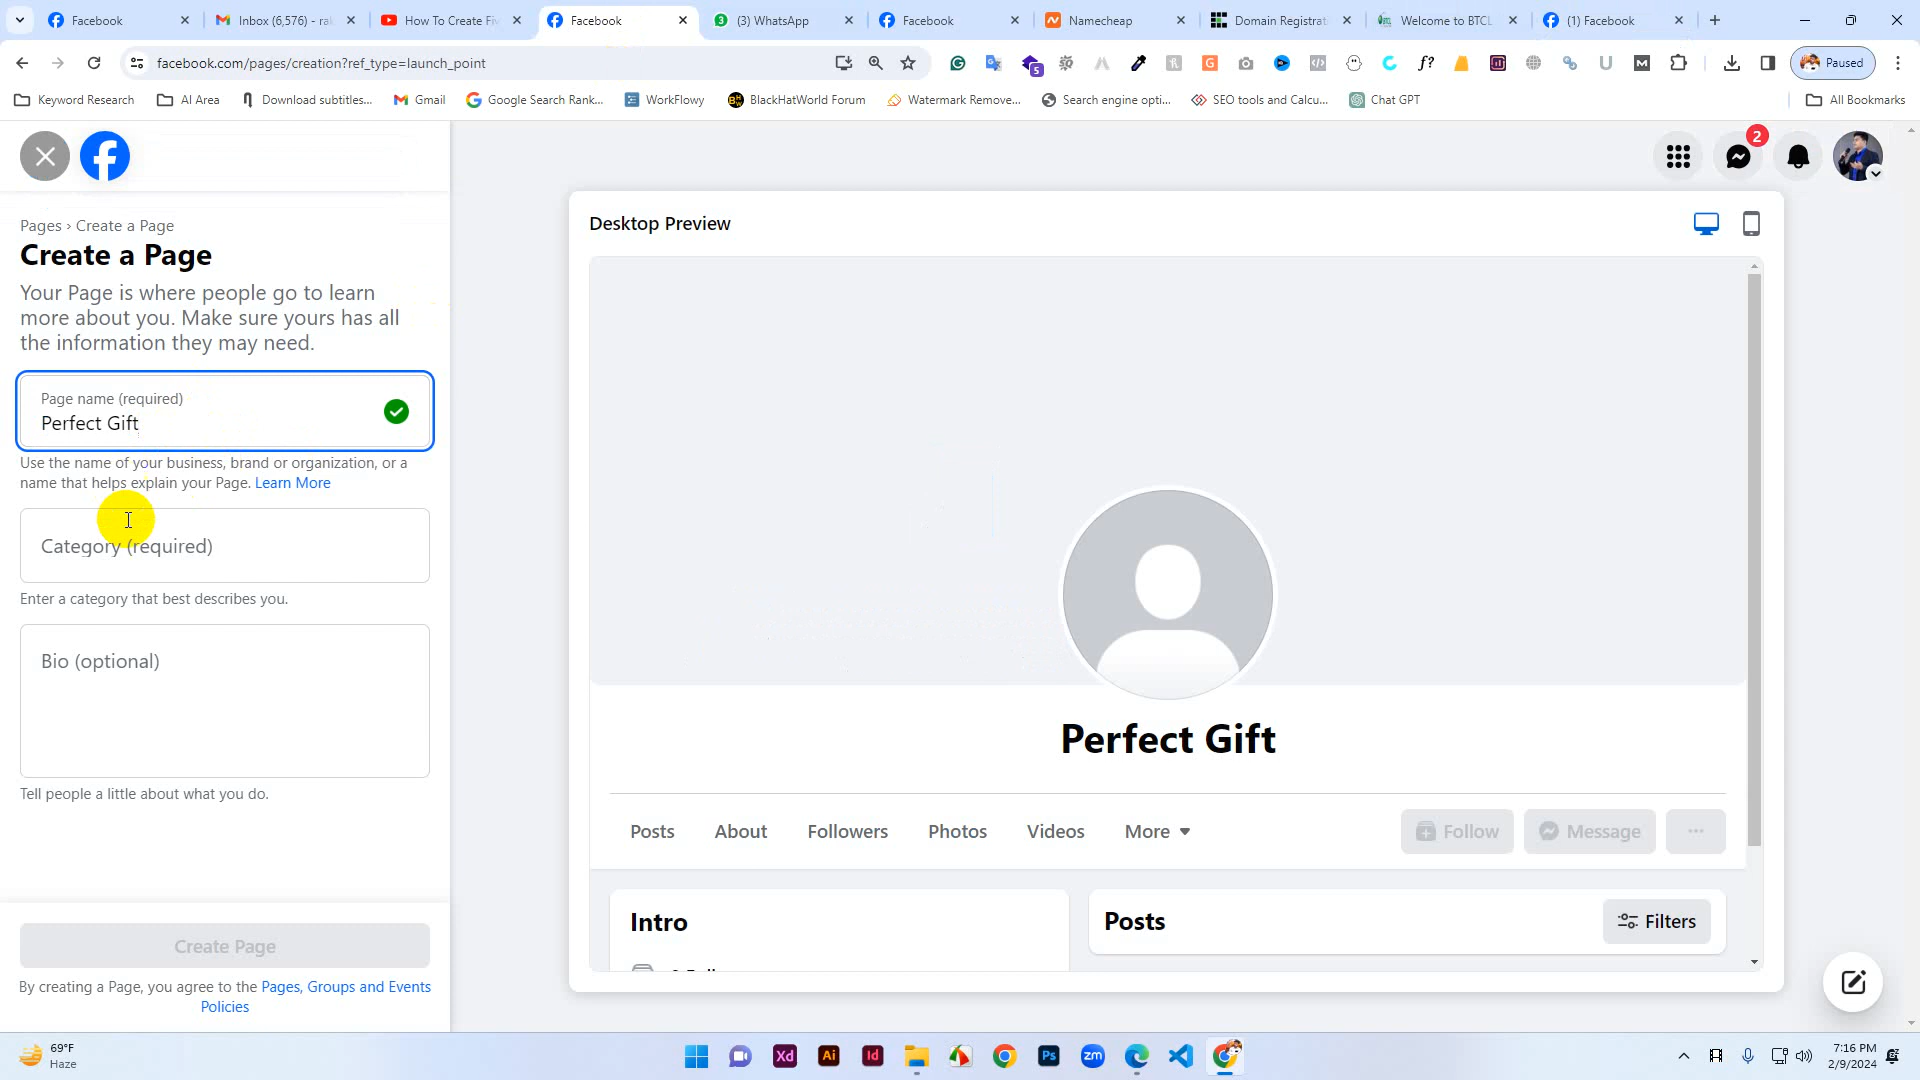 Facebook
Inbox (6,576) - ra
How To Create Fiv
Facebook
(3) WhatsApp
Facebook
Namecheap
Domain Registrat
Welcome to BTCL
(1) Facebook
facebook.com/pages/creation?ref_type=launch_point
Paused
Keyword Research
AI Area
Download subtitles...
Gmail
Google Search Rank...
WorkFlowy
BlackHatWorld Forum
Watermark Remove...
Search engine opti...
SEO tools and Calcu...
Chat GPT
All Bookmarks
2
Pages › Create a Page
Create a Page
Your Page is where people go to learn
more about you. Make sure yours has all
the information they may need.
Page name (required)
Perfect Gift
Use the name of your business, brand or organization, or a
name that helps explain your Page. Learn More
Category (required)
Enter a category that best describes you.
Bio (optional)
Tell people a little about what you do.
Create Page
By creating a Page, you agree to the Pages, Groups and Events
Policies
Desktop Preview
Perfect Gift
Posts
About
Followers
Photos
Videos
More
Follow
Message
Intro
Posts
Filters
69°F
Haze
7:16 PM
2/9/2024